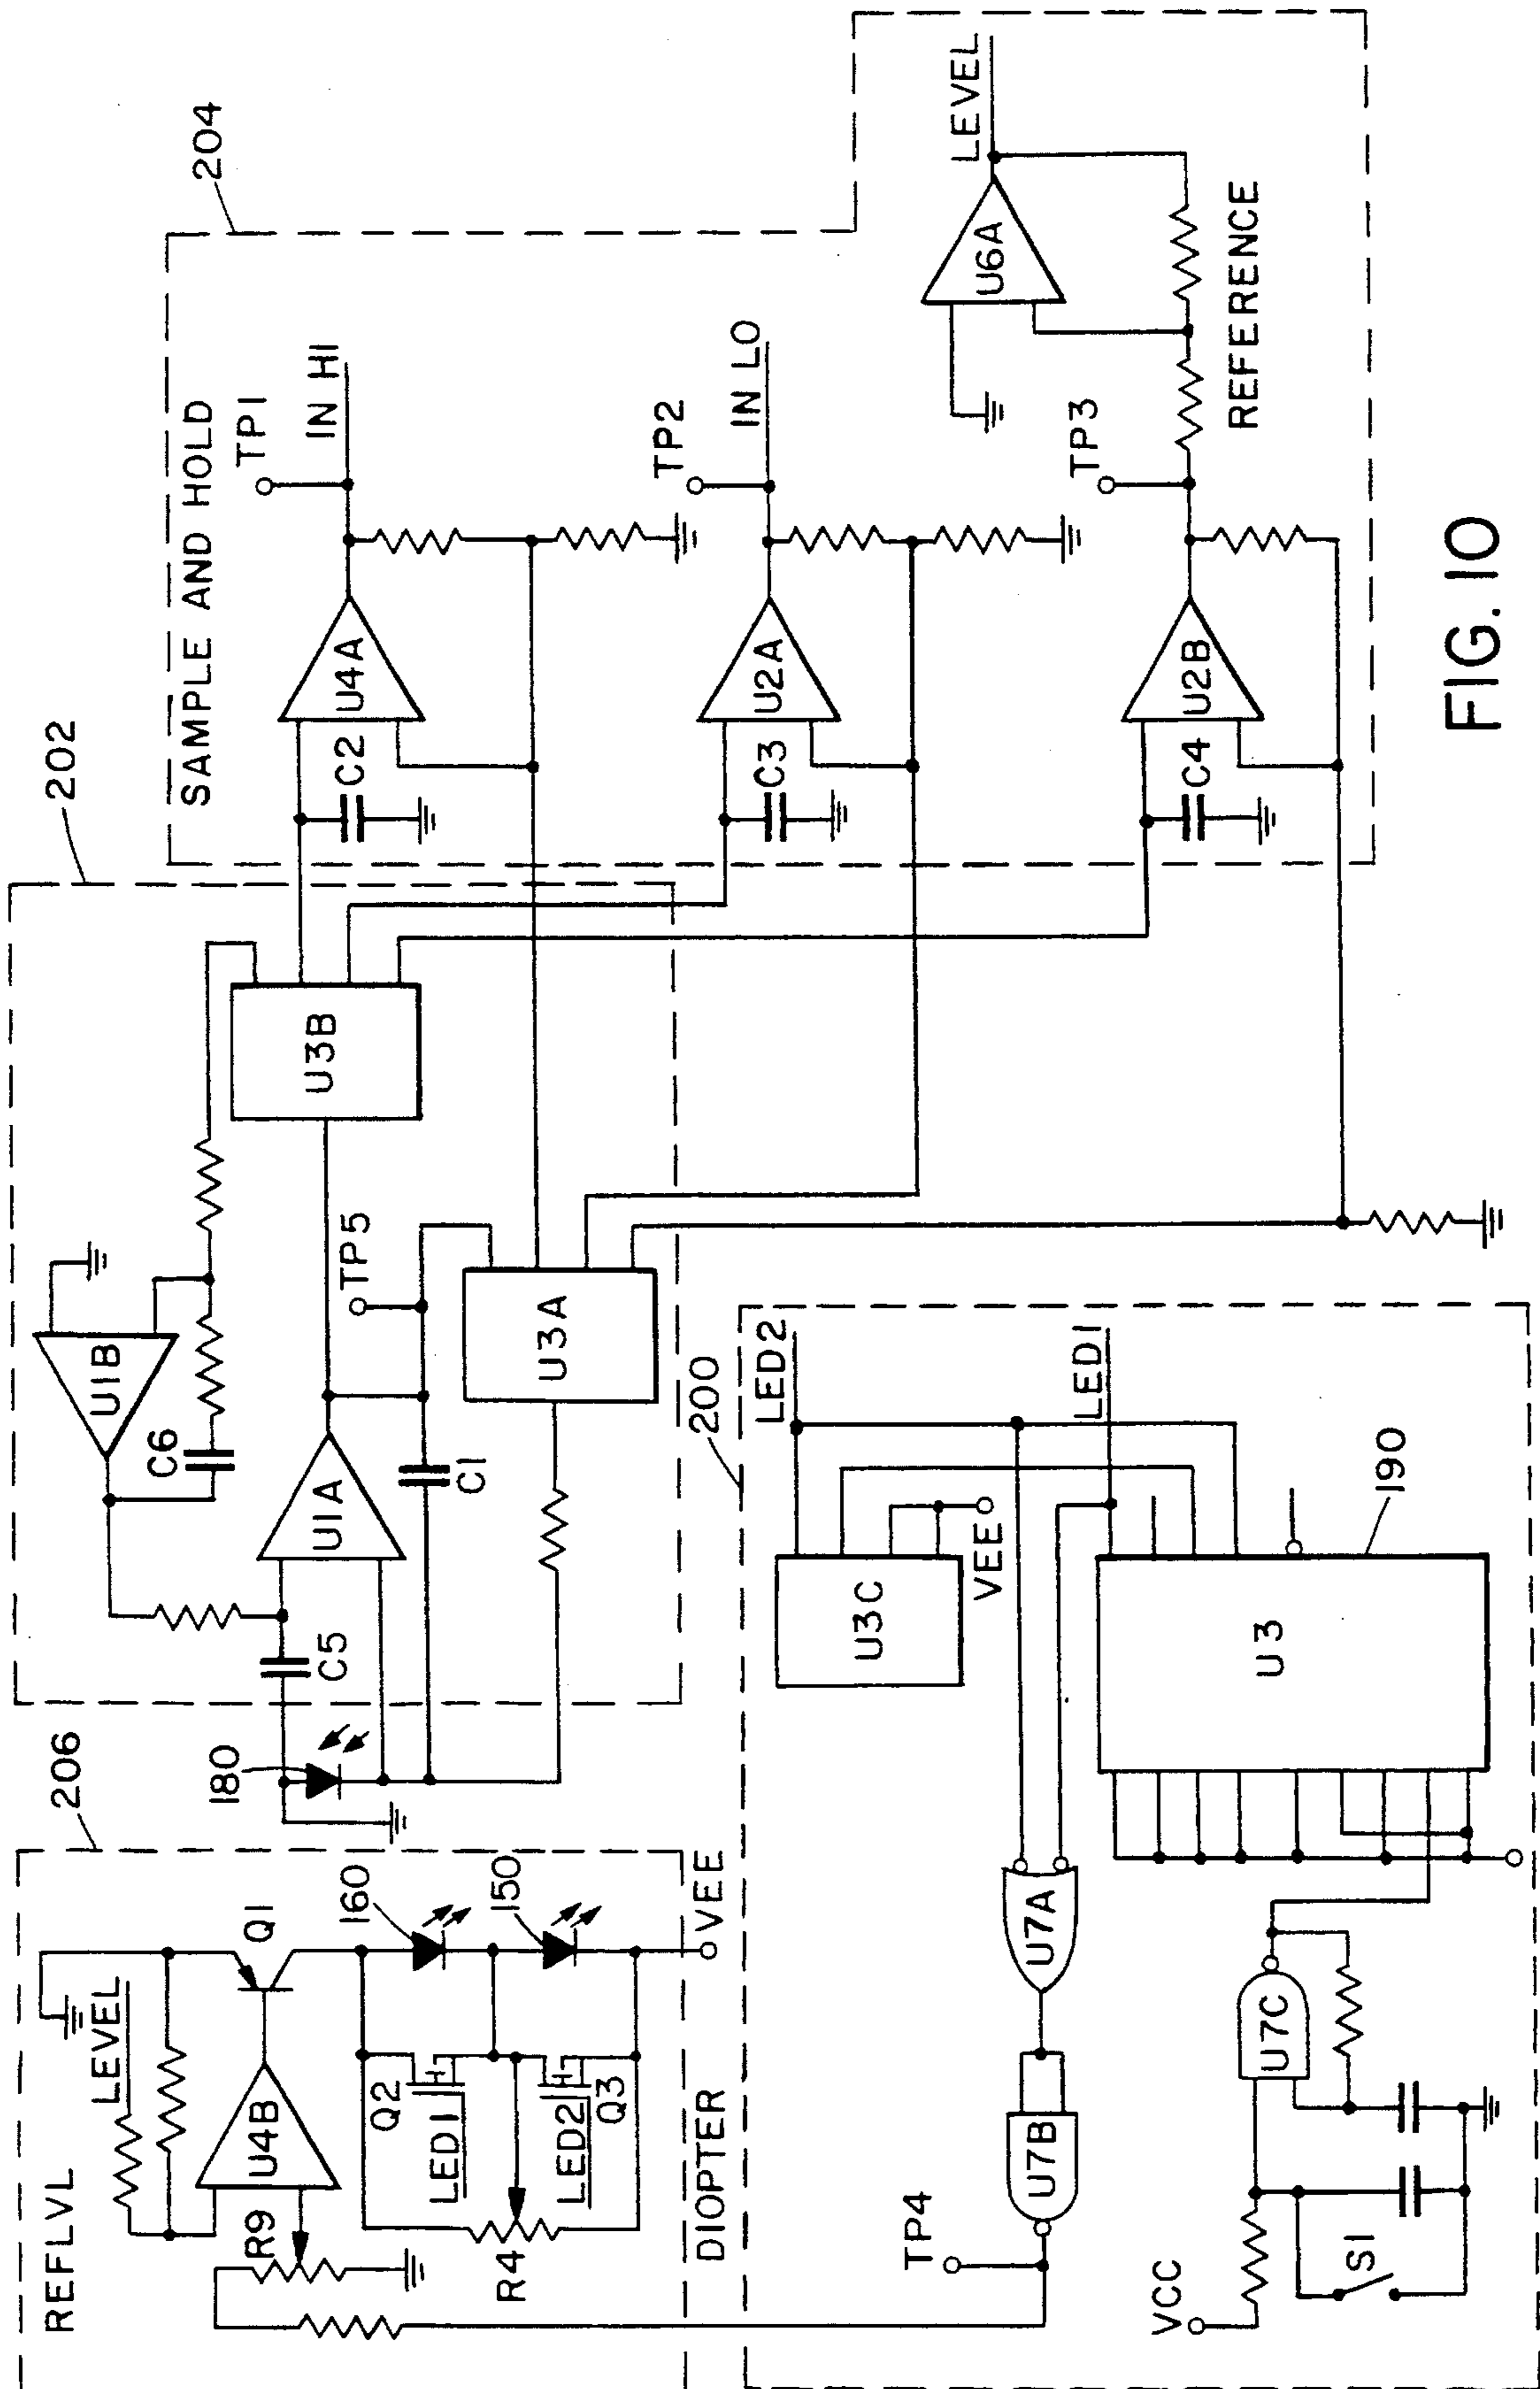 202
204
SAMPLE AND HOLD
TP1
IN HI
U4A
C2
TP2
IN LO
U2A
C3
TP3
U2B
C4
LEVEL
U6A
REFERENCE
U3B
U1B
C6
TP5
U1A
C1
U3A
C5
206
180
REFLVL
LEVEL
Q1
U4B
R9
160
150
Q2
LED1
LED2
Q3
R4
VEE
DIOPTER
200
LED2
LED1
U3C
VEE
190
U3
U7A
U7B
TP4
U7C
VCC
S1
FIG. 10